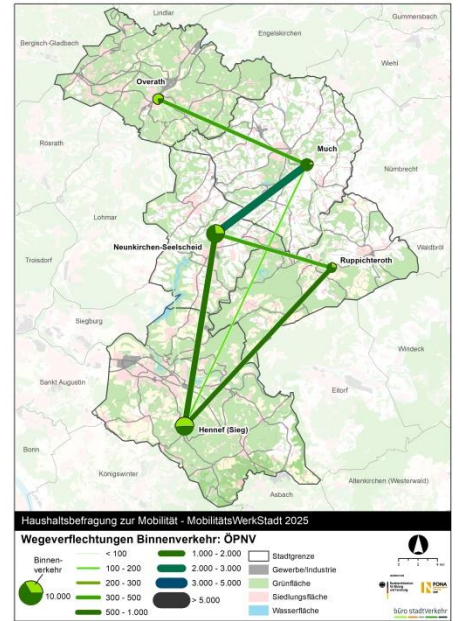 Lindlar
Gummersbach
Engelskirchen
Bergisch-Gladbach
Wiehl
Overath
Much
Rösrath
Nümbrecht
Lohmar
Waldbröl
Neunkirchen-Seelscheid
Troisdorf
Ruppichteroth
Siegburg
Windeck
Sankt Augustin
Eitorf
Hennef (Sieg)
Bonn
Königswinter
Altenkirchen (Westerwald)
Asbach
Haushaltsbefragung zur Mobilität - MobilitätsWerkStadt 2025
Wegeverflechtungen Binnenverkehr: ÖPNV
Binnen-
verkehr
10.000
< 100
100 - 200
200 - 300
300 - 500
500 - 1.000
1.000 - 2.000
2.000 - 3.000
3.000 - 5.000
> 5.000
Stadtgrenze
Gewerbe/Industrie
Grünfläche
Siedlungsfläche
Wasserfläche
FONA
büro stadtVerkehr